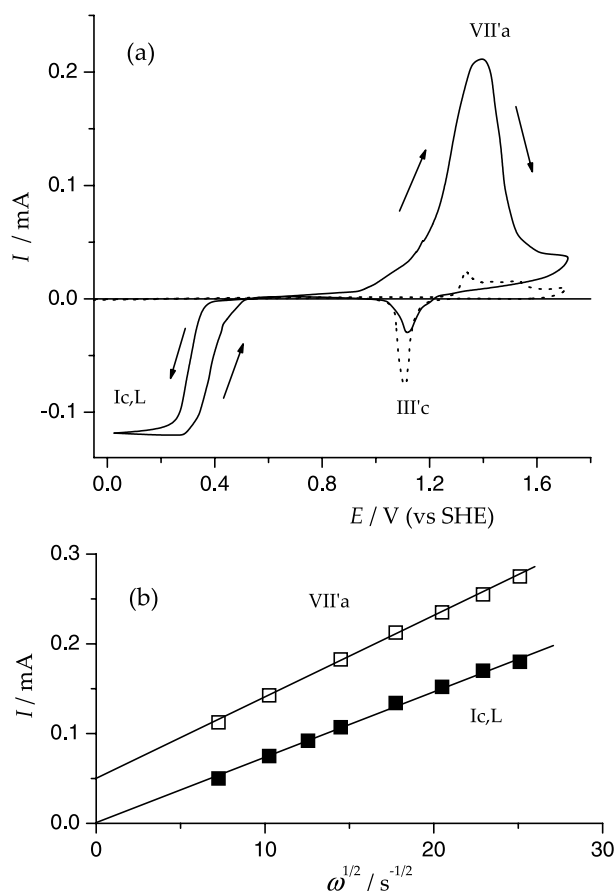 (a)
VII'a
0.2
0.1
I / mA
0.0
Ic,L
III'c
-0.1
0.0 0.4 0.8 1.2 1.6
E / V (vs SHE)
0.3
(b)
VII'a
0.2
I / mA
Ic,L
0.1
0.0
0 10 20 30
ω^{1/2} / s^{-1/2}